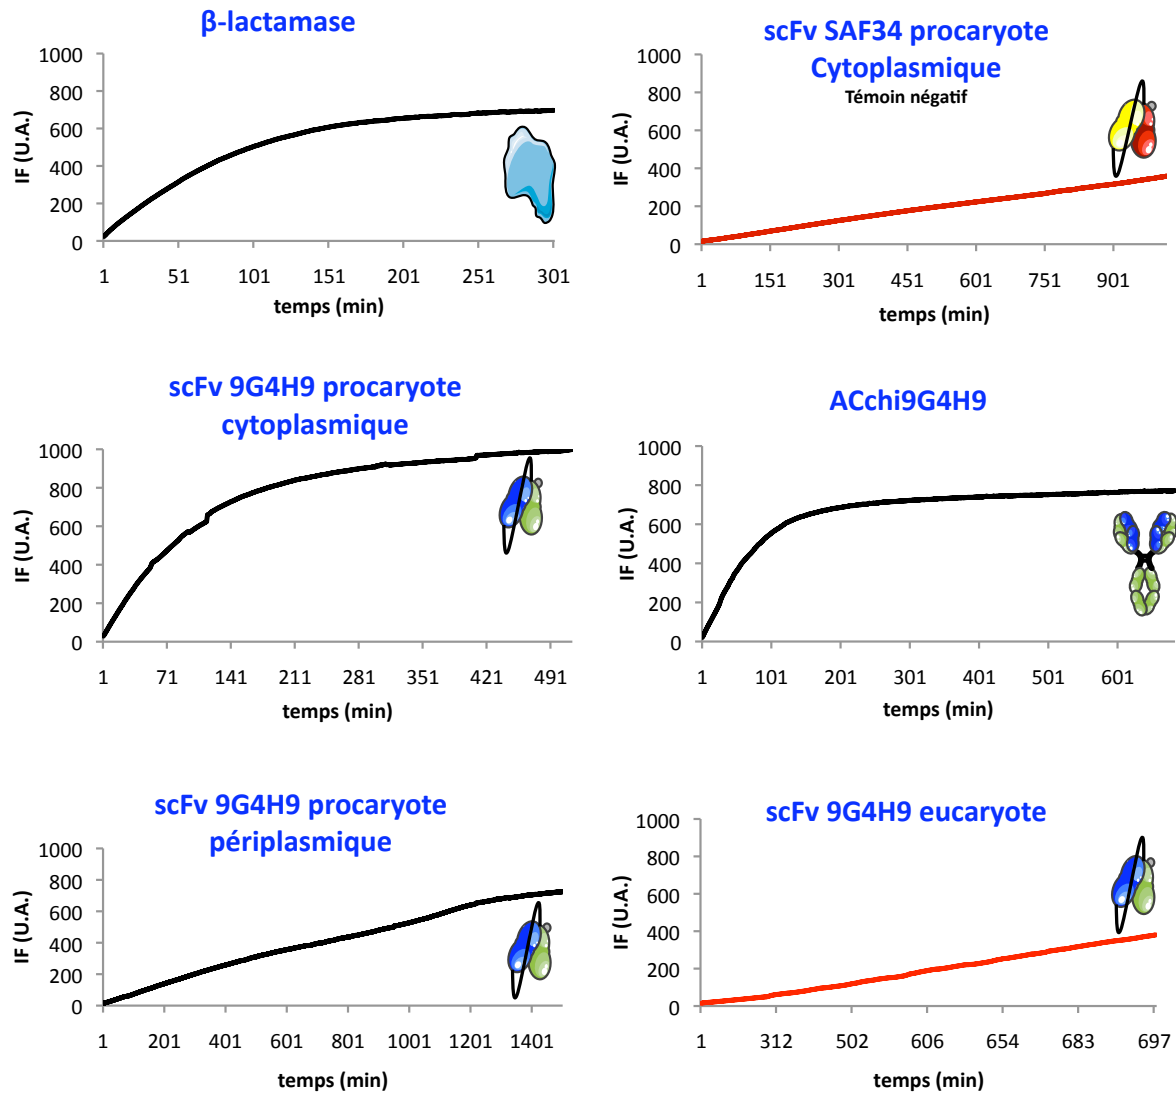 β-lactamase
1000
800
600
400
200
0
IF (U.A.)
1 51 101 151 201 251 301
temps (min)
scFv SAF34 procaryote
Cytoplasmique
Témoin négatif
1000
800
600
400
200
0
IF (U.A.)
1 151 301 451 601 751 901
temps (min)
scFv 9G4H9 procaryote
cytoplasmique
1000
800
600
400
200
0
IF (U.A.)
1 71 141 211 281 351 421 491
temps (min)
ACchi9G4H9
1000
800
600
400
200
0
IF (U.A.)
1 101 201 301 401 501 601
temps (min)
scFv 9G4H9 procaryote
périplasmique
1000
800
600
400
200
0
IF (U.A.)
1 201 401 601 801 1001 1201 1401
temps (min)
scFv 9G4H9 eucaryote
1000
800
600
400
200
0
IF (U.A.)
1 312 502 606 654 683 697
temps (min)